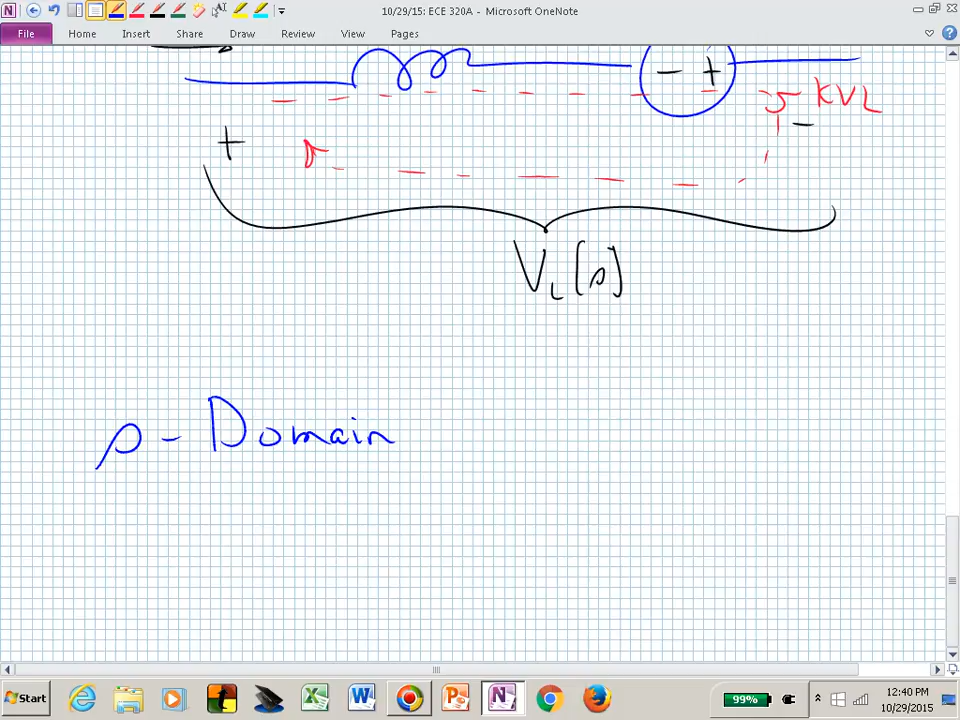 10/29/15: ECE 320A - Microsoft OneNote
File Home Insert Share Draw Review View Pages
- +
KVL
+ -
VL(s)
s-Domain
Start
99%
12:40 PM
10/29/2015